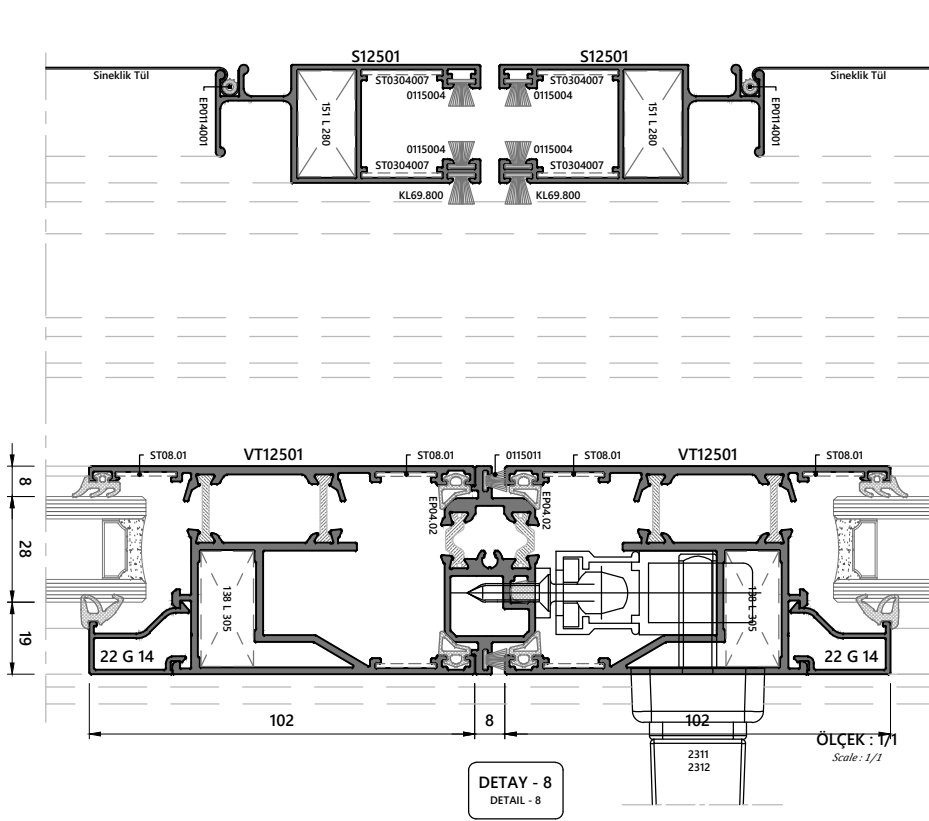 S12501
S12501
Sineklik Tül
Sineklik Tül
ST0304007
ST0304007
0115004
0115004
EP0114001
151 L 280
151 L 280
EP0114001
0115004
0115004
ST0304007
ST0304007
KL69.800
KL69.800
ST08.01
VT12501
ST08.01
0115011
ST08.01
VT12501
ST08.01
8
EP04.02
EP04.02
28
138 L 305
138 L 305
19
22 G 14
22 G 14
102
8
102
ÖLÇEK : 1/1
Scale : 1/1
2311
2312
DETAY - 8
DETAIL - 8